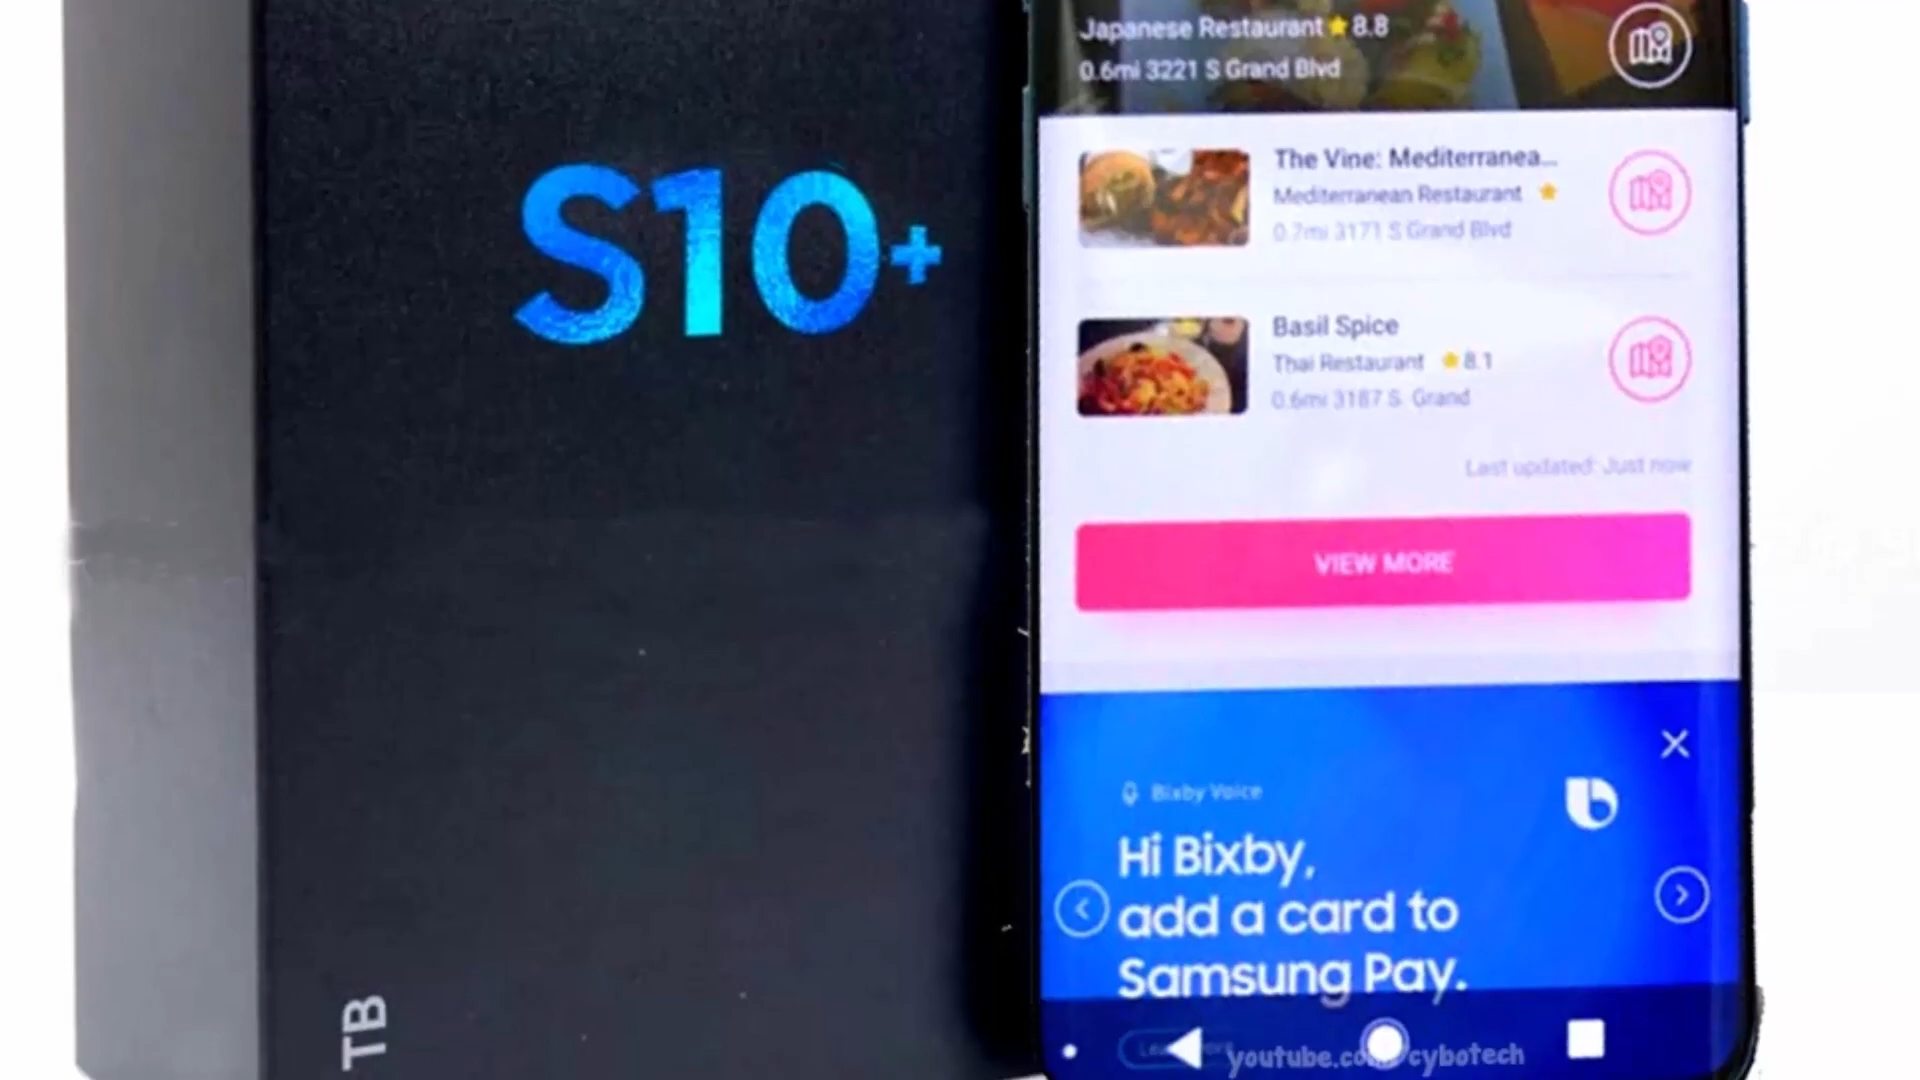 S10+
TB
Japanese Restaurant ★ 8.8
0.6mi 3221 S Grand Blvd
The Vine: Mediterranea...
Mediterranean Restaurant ★
0.7mi 3171 S Grand Blvd
Basil Spice
Thai Restaurant ★ 8.1
0.6mi 3187 S. Grand
Last updated: Just now
VIEW MORE
Bixby Voice
Hi Bixby,
add a card to
Samsung Pay.
youtube.com/cybotech